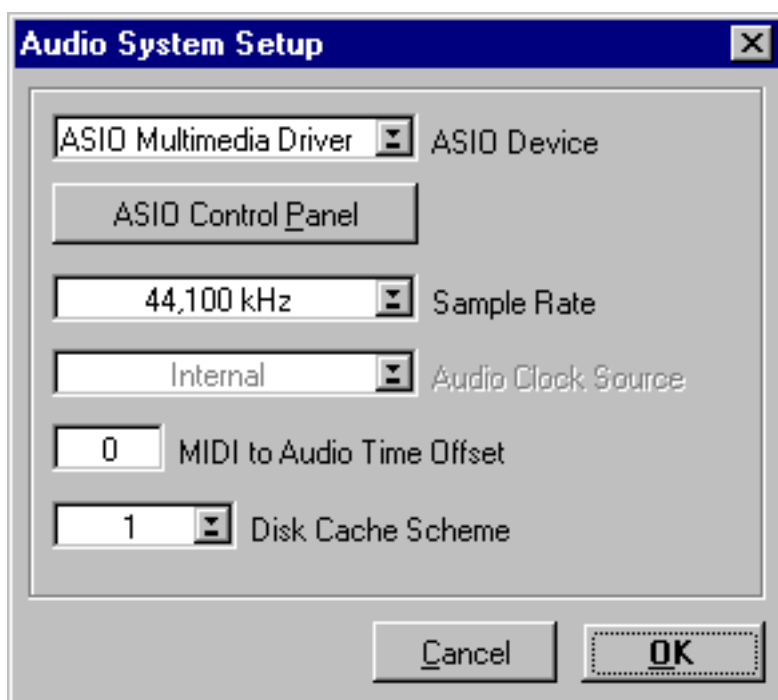 Audio System Setup
ASIO Multimedia Driver ASIO Device
ASIO Control Panel
44,100 kHz Sample Rate
Internal Audio Clock Source
0 MIDI to Audio Time Offset
1 Disk Cache Scheme
Cancel OK